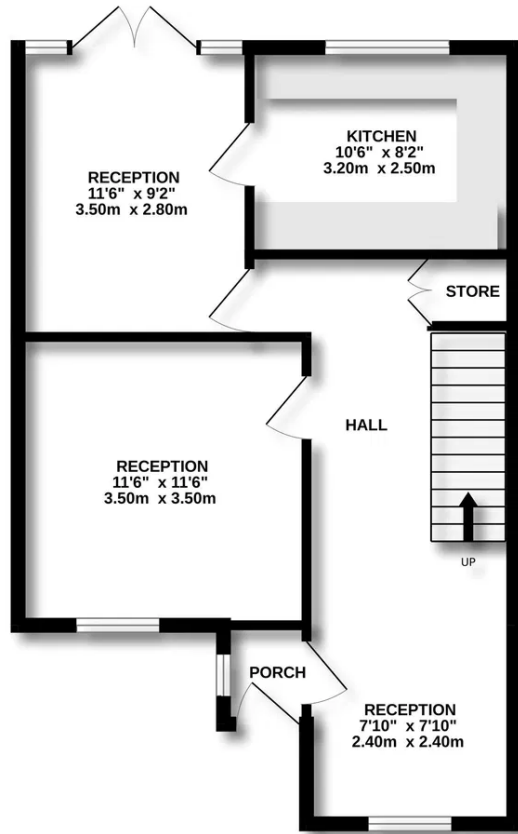 KITCHEN
10'6" x 8'2"
3.20m x 2.50m
RECEPTION
11'6" x 9'2"
3.50m x 2.80m
STORE
HALL
RECEPTION
11'6" x 11'6"
3.50m x 3.50m
UP
PORCH
RECEPTION
7'10" x 7'10"
2.40m x 2.40m